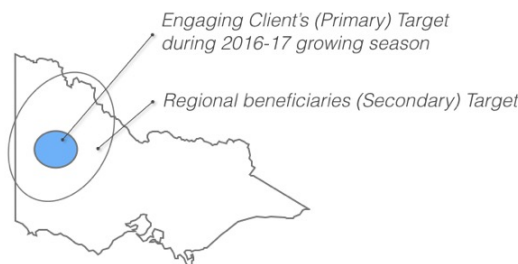 Engaging Client's (Primary) Target
during 2016-17 growing season
Regional beneficiaries (Secondary) Target